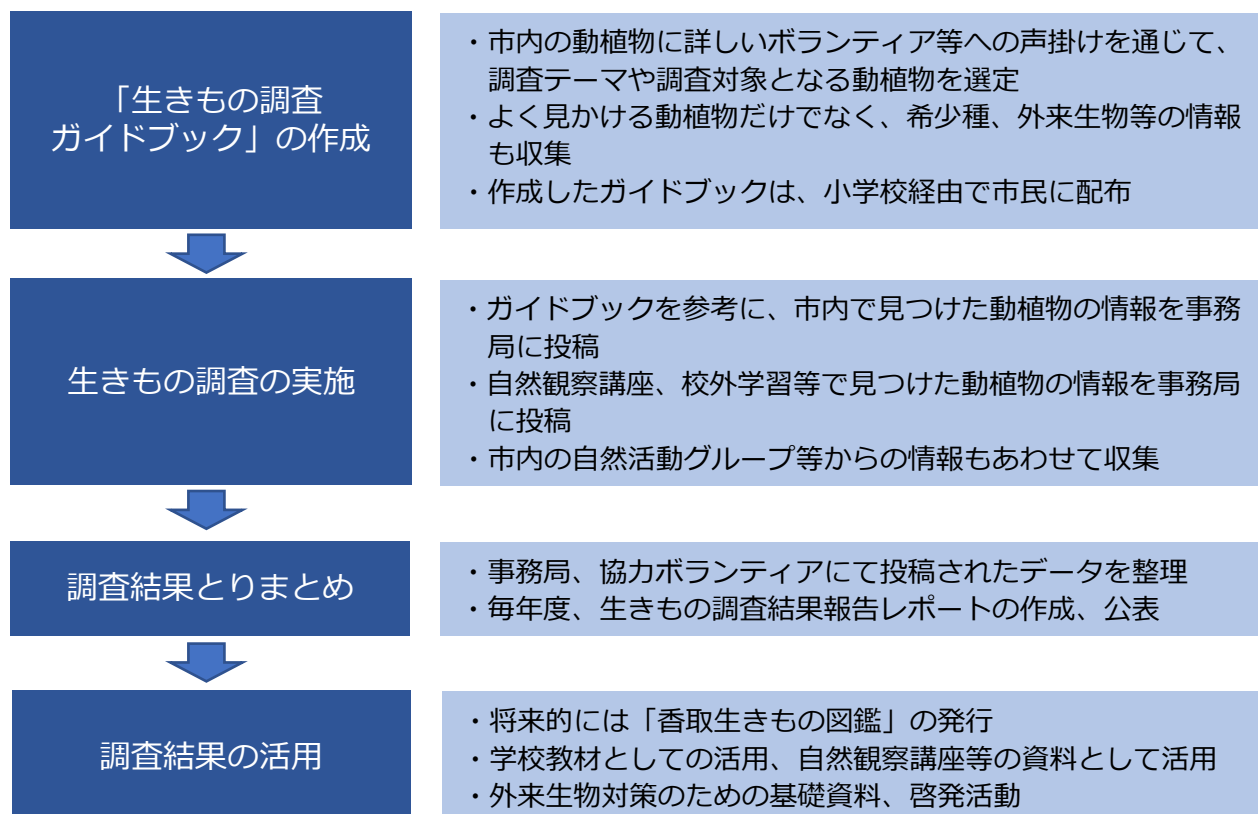 「生きもの調査
ガイドブック」の作成
・市内の動植物に詳しいボランティア等への声掛けを通じて、
調査テーマや調査対象となる動植物を選定
・よく見かける動植物だけでなく、希少種、外来生物等の情報
も収集
・作成したガイドブックは、小学校経由で市民に配布
生きもの調査の実施
・ガイドブックを参考に、市内で見つけた動植物の情報を事務
局に投稿
・自然観察講座、校外学習等で見つけた動植物の情報を事務局
に投稿
・市内の自然活動グループ等からの情報もあわせて収集
調査結果とりまとめ
・事務局、協力ボランティアにて投稿されたデータを整理
・毎年度、生きもの調査結果報告レポートの作成、公表
調査結果の活用
・将来的には「香取生きもの図鑑」の発行
・学校教材としての活用、自然観察講座等の資料として活用
・外来生物対策のための基礎資料、啓発活動